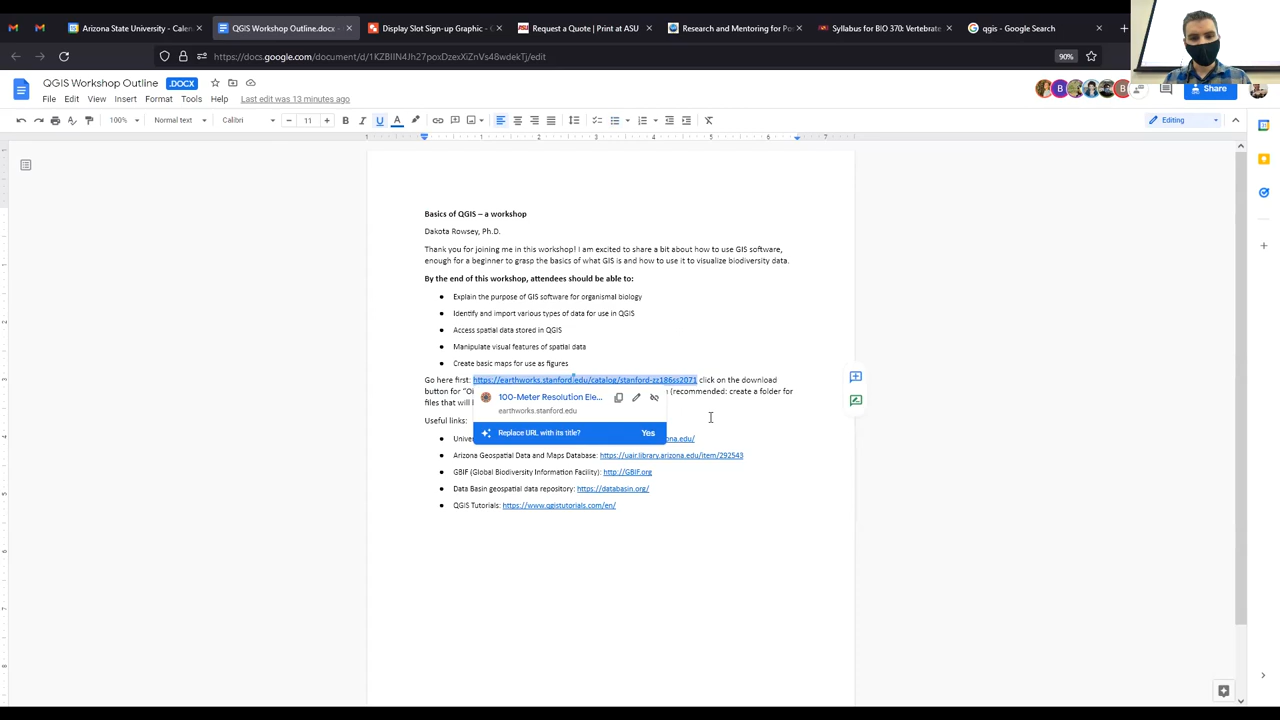 Arizona State University - Calen
QGIS Workshop Outline.docx
Display Slot Sign-up Graphic -
Request a Quote | Print at ASU
Research and Mentoring for Po
Syllabus for BIO 370: Vertebrate
qgis - Google Search
https://docs.google.com/document/d/1KZBIIN4Jh27poxDzexXiZnVs48wdekTj/edit
90%
QGIS Workshop Outline .DOCX
File Edit View Insert Format Tools Help Last edit was 13 minutes ago
Share
100% Normal text Calibri 11 Editing
Basics of QGIS – a workshop
Dakota Rowsey, Ph.D.
Thank you for joining me in this workshop! I am excited to share a bit about how to use GIS software,
enough for a beginner to grasp the basics of what GIS is and how to use it to visualize biodiversity data.
By the end of this workshop, attendees should be able to:
● Explain the purpose of GIS software for organismal biology
● Identify and import various types of data for use in QGIS
● Access spatial data stored in QGIS
● Manipulate visual features of spatial data
● Create basic maps for use as figures
Go here first: https://earthworks.stanford.edu/catalog/stanford-zz186ss2071 click on the download
button for "Or (recommended: create a folder for
files that will
100-Meter Resolution Ele...
earthworks.stanford.edu
Replace URL with its title? Yes
Useful links:
● Univer na.edu/
● Arizona Geospatial Data and Maps Database: https://uair.library.arizona.edu/item/292543
● GBIF (Global Biodiversity Information Facility): http://GBIF.org
● Data Basin geospatial data repository: https://databasin.org/
● QGIS Tutorials: https://www.qgistutorials.com/en/